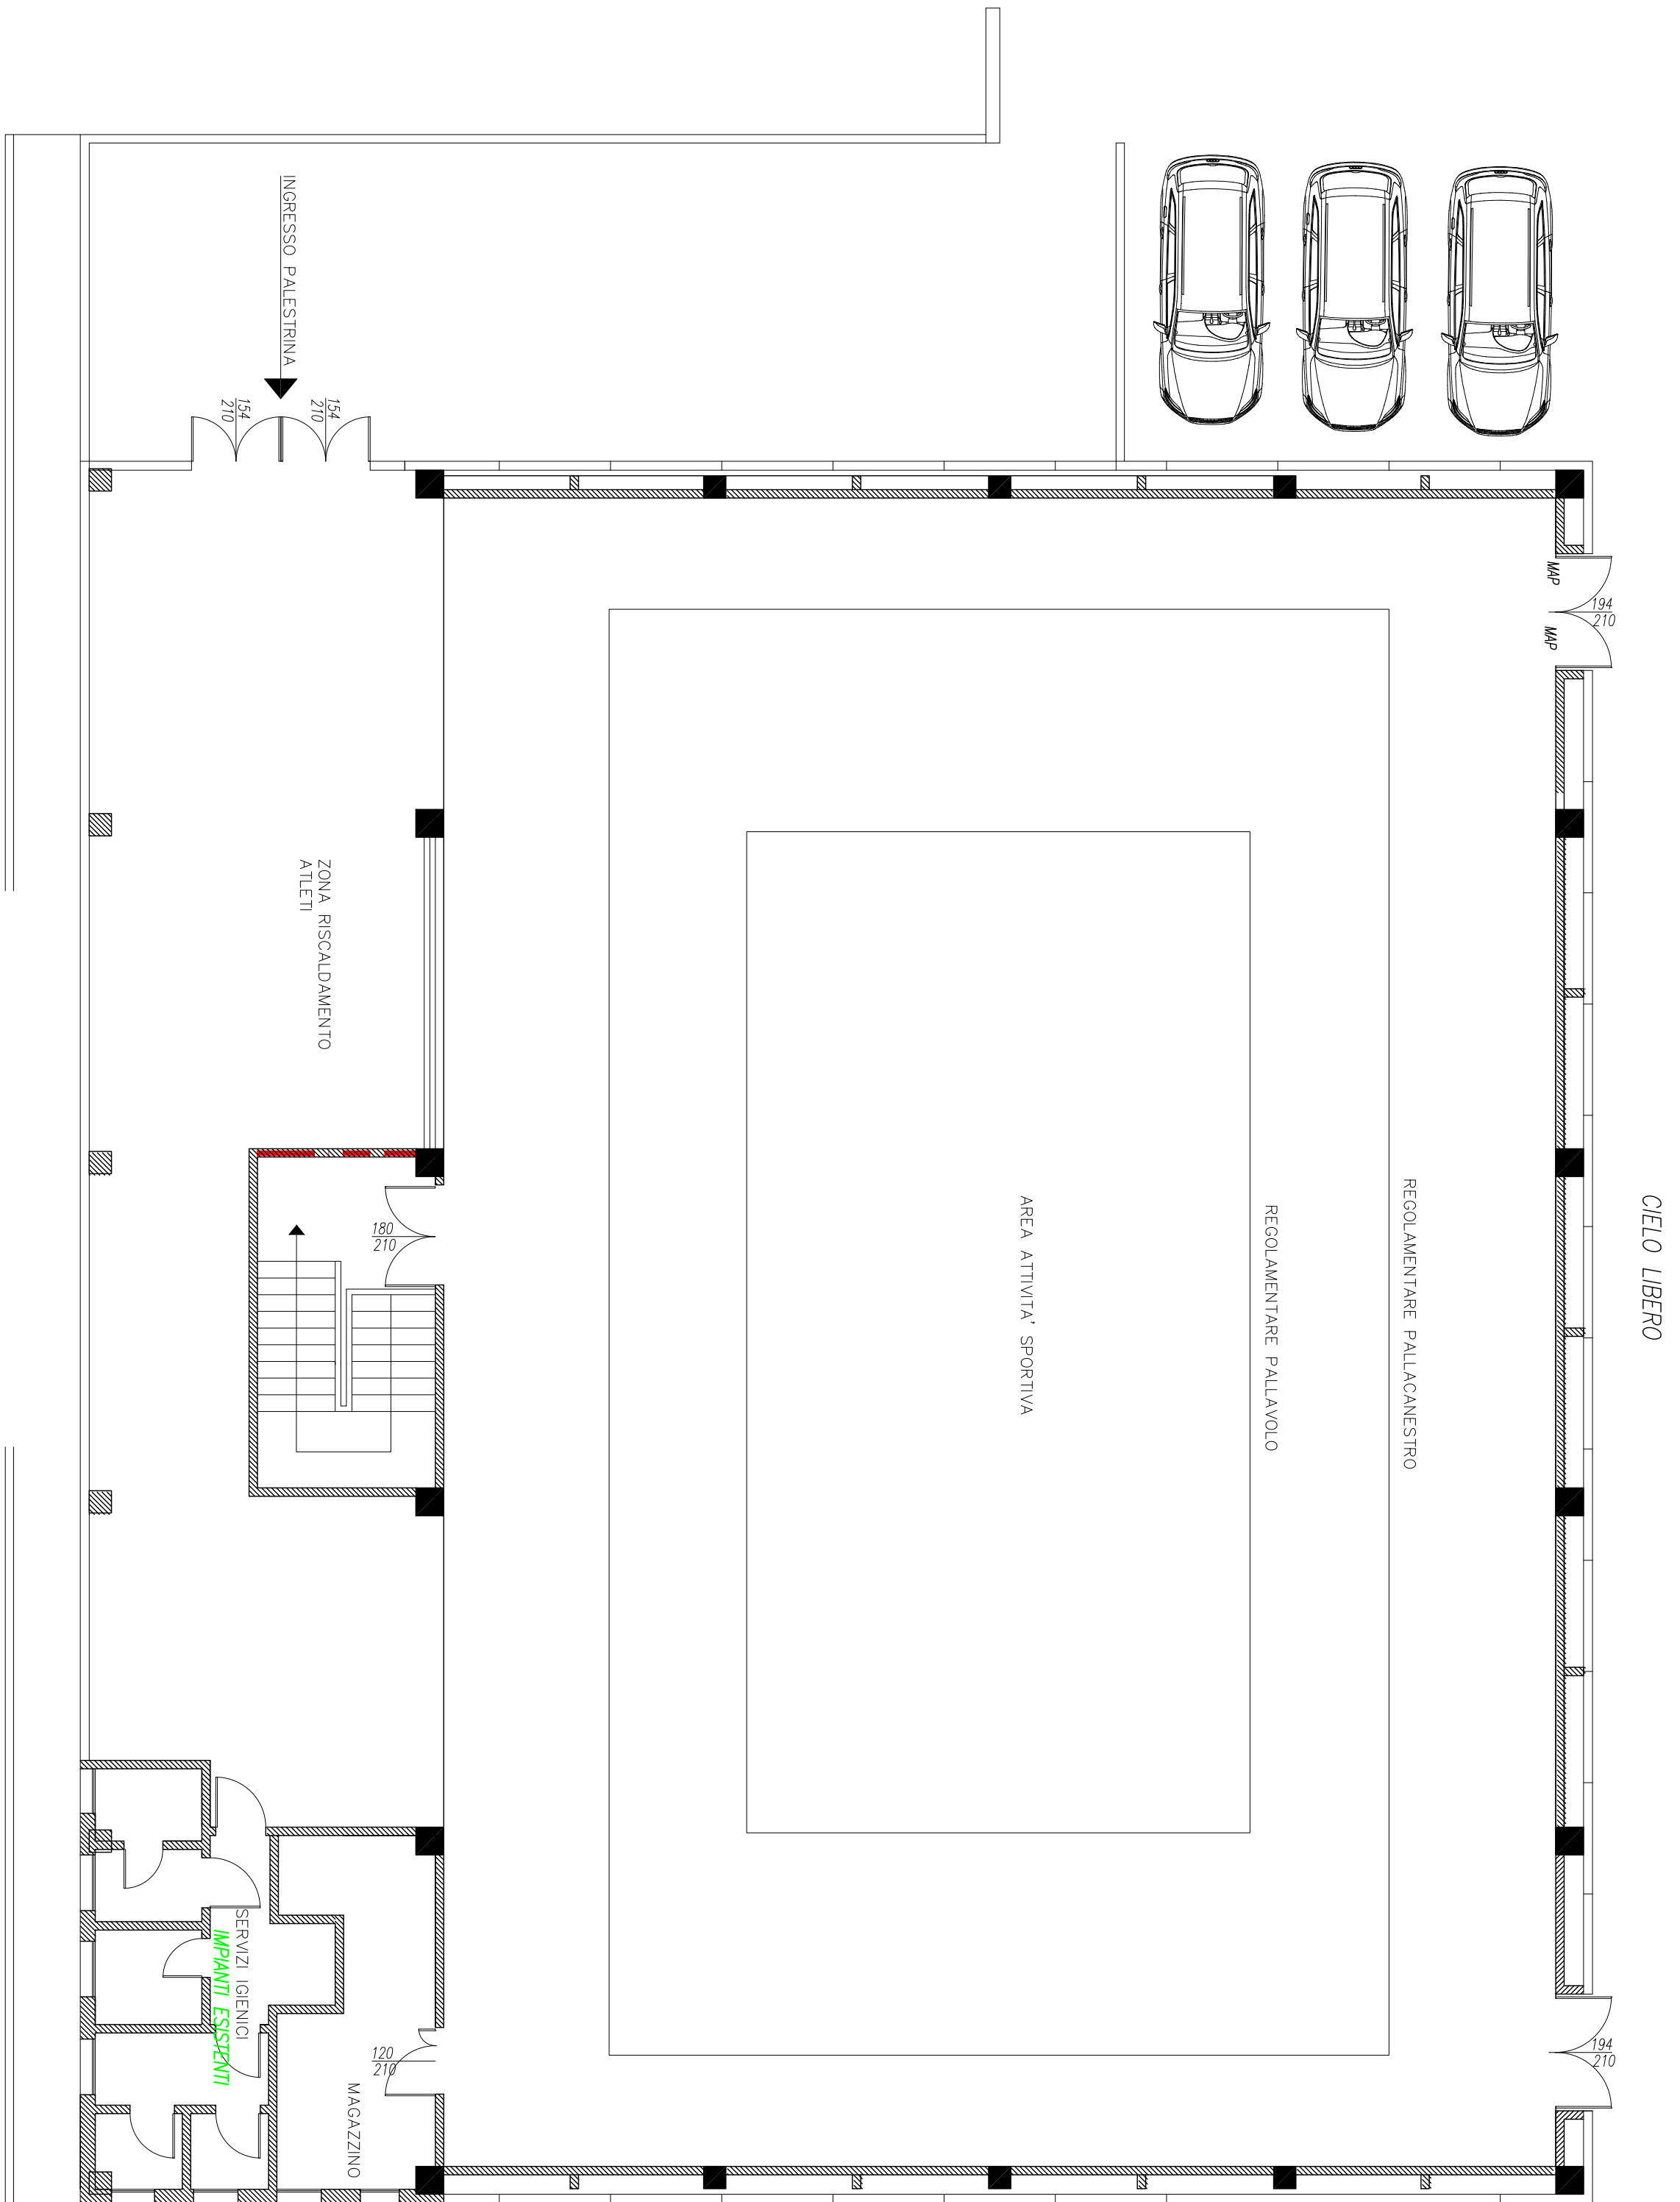 CIELO LIBERO
194
210
MAP
MAP
194
210
REGOLAMENTARE PALLACANESTRO
REGOLAMENTARE PALLAVOLO
AREA ATTIVITA' SPORTIVA
180
210
120
210
MAGAZZINO
154
210
154
210
INGRESSO PALESTRINA
ZONA RISCALDAMENTO
ATLETI
SERVIZI IGIENICI
IMPIANTI ESISTENTI